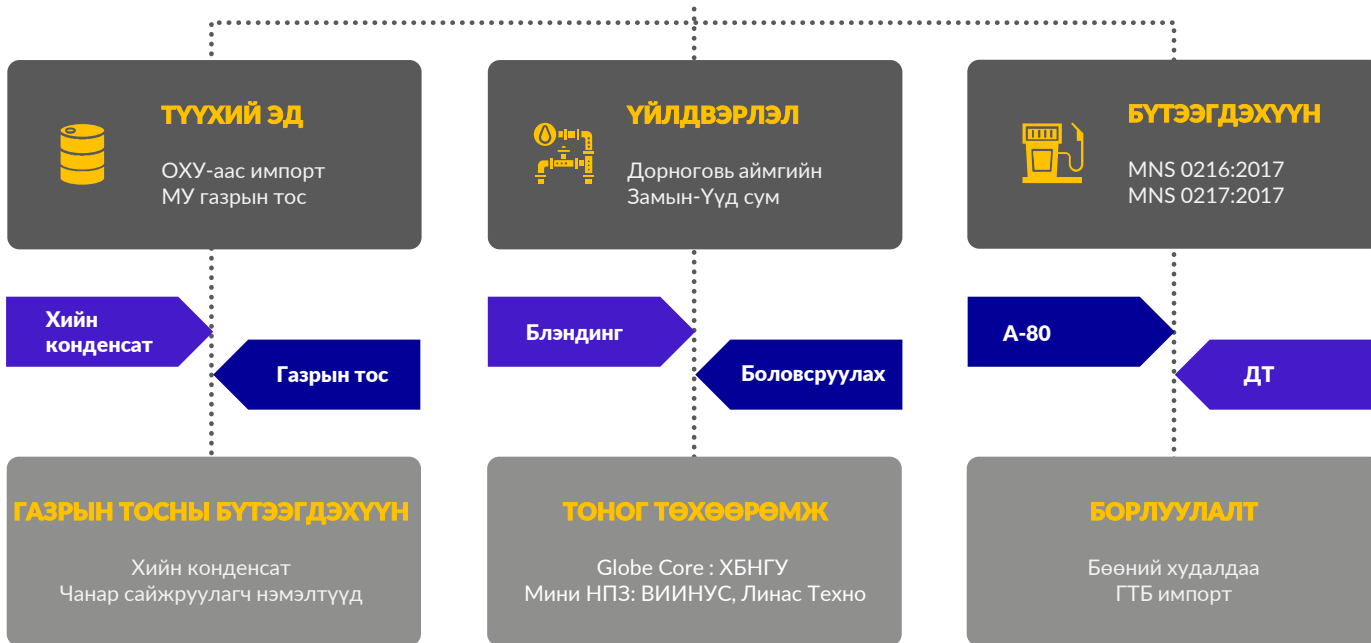 ТҮҮХИЙ ЭД
ОХУ-аас импорт
МУ газрын тос
ҮЙЛДВЭРЛЭЛ
Дорноговь аймгийн
Замын-Үүд сум
БҮТЭЭГДЭХҮҮН
MNS 0216:2017
MNS 0217:2017
Хийн
конденсат
Газрын тос
Блэндинг
Боловсруулах
А-80
ДТ
ГАЗРЫН ТОСНЫ БҮТЭЭГДЭХҮҮН
Хийн конденсат
Чанар сайжруулагч нэмэлтүүд
ТОНОГ ТӨХӨӨРӨМЖ
Globe Core : ХБНГУ
Мини НПЗ: ВИИНУС, Линас Техно
БОРЛУУЛАЛТ
Бөөний худалдаа
ГТБ импорт